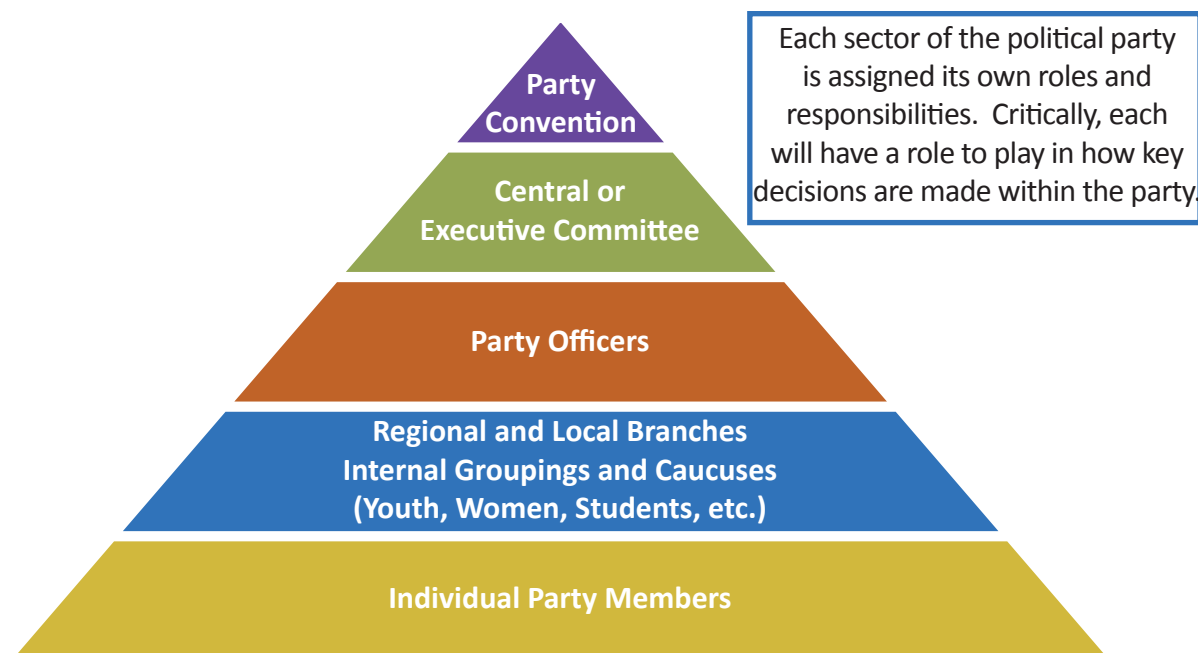 Party
Convention
Each sector of the political party
is assigned its own roles and
responsibilities.  Critically, each
will have a role to play in how key
decisions are made within the party.
Central or
Executive Committee
Party Officers
Regional and Local Branches
Internal Groupings and Caucuses
(Youth, Women, Students, etc.)
Individual Party Members